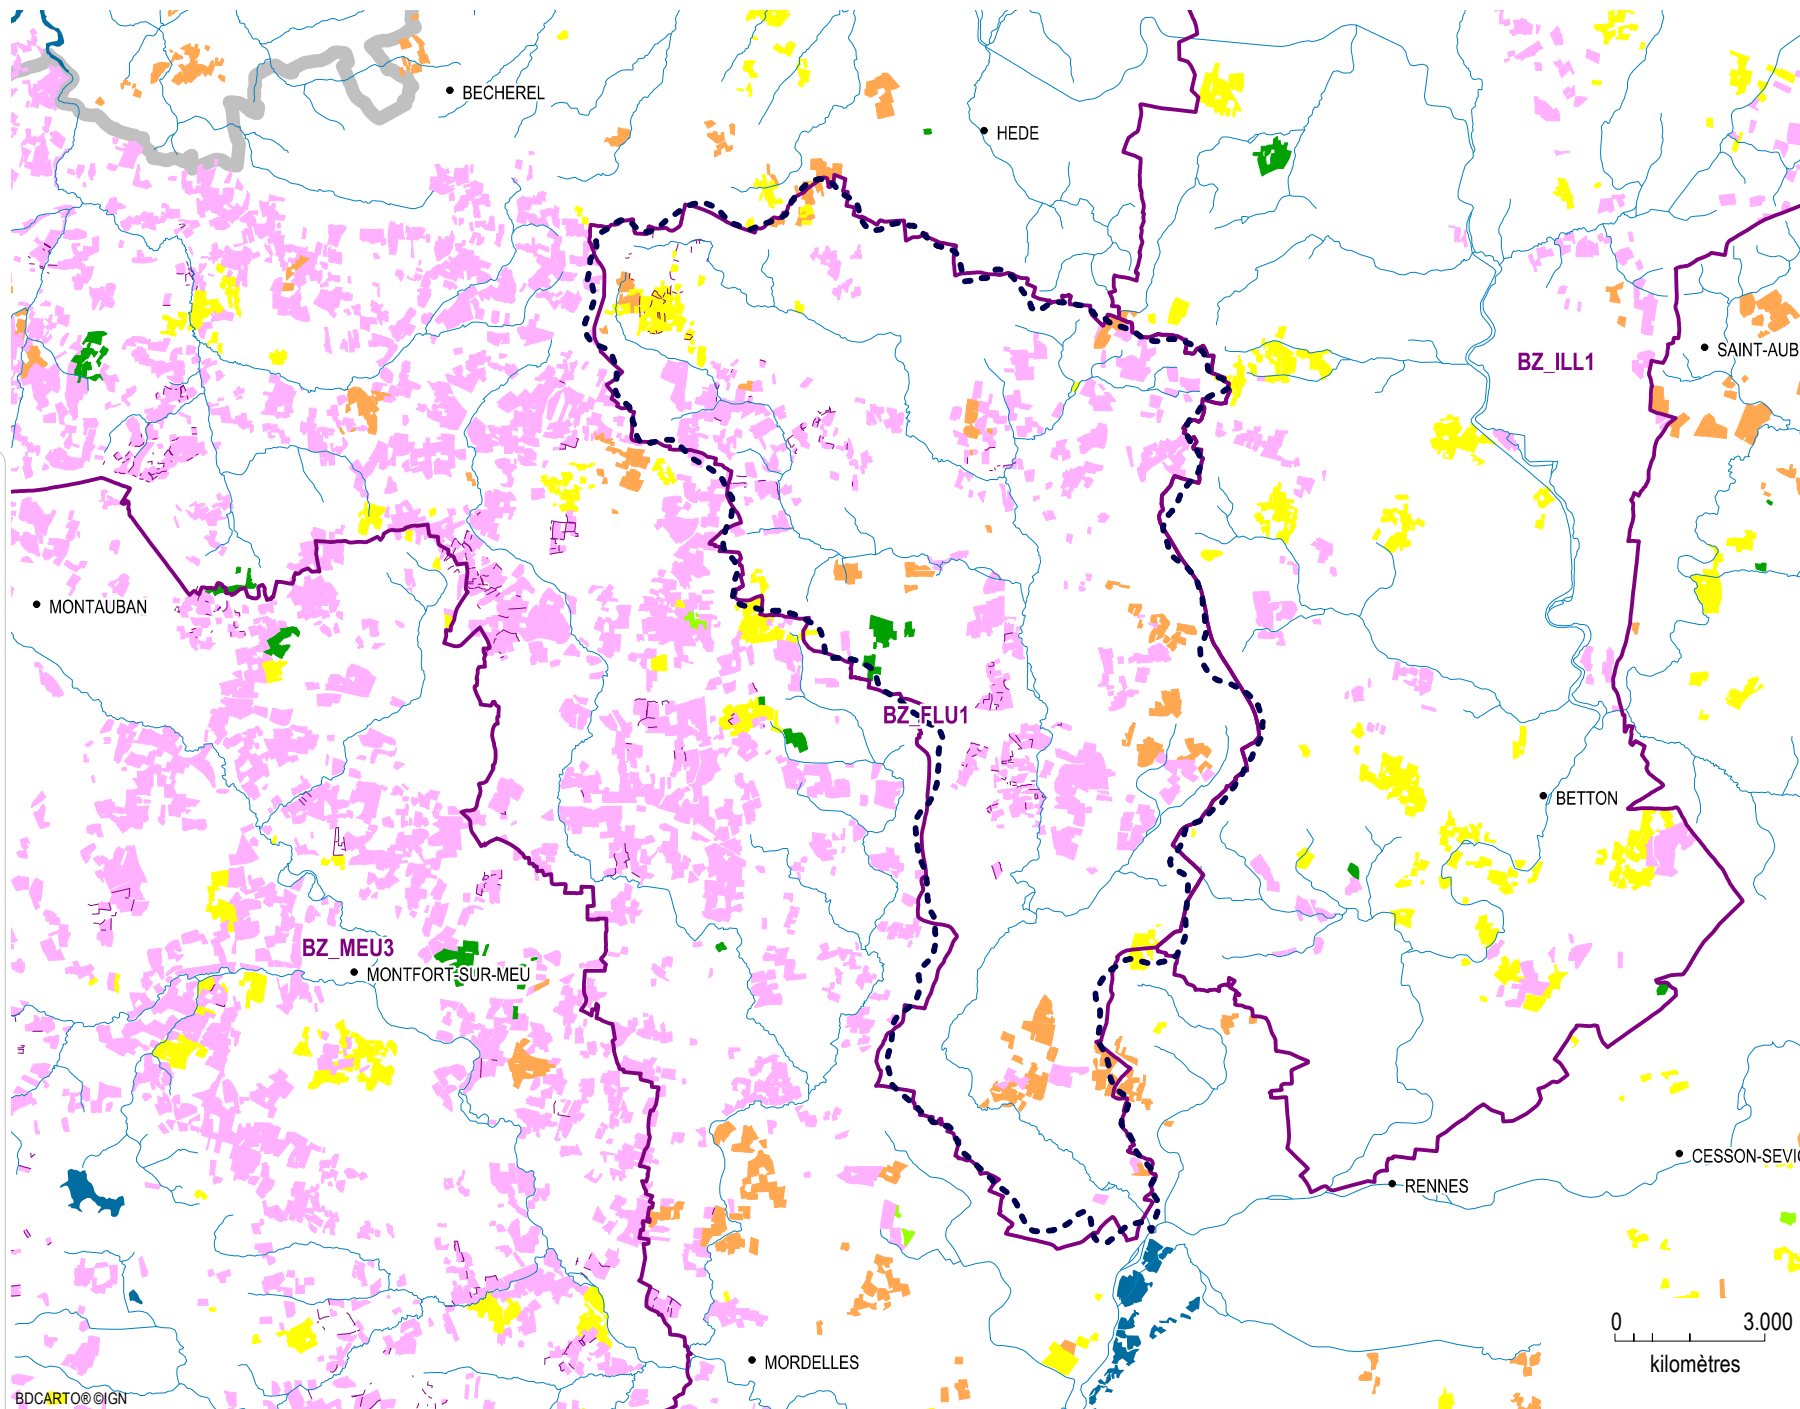 BECHEREL
HEDE
SAINT-AUB
BZ_ILL1
MONTAUBAN
BZ_FLU1
BETTON
BZ_MEU3
MONTFORT-SUR-MEU
CESSON-SEVIG
RENNES
0 3.000
kilomètres
MORDELLES
BDCARTO® ©IGN